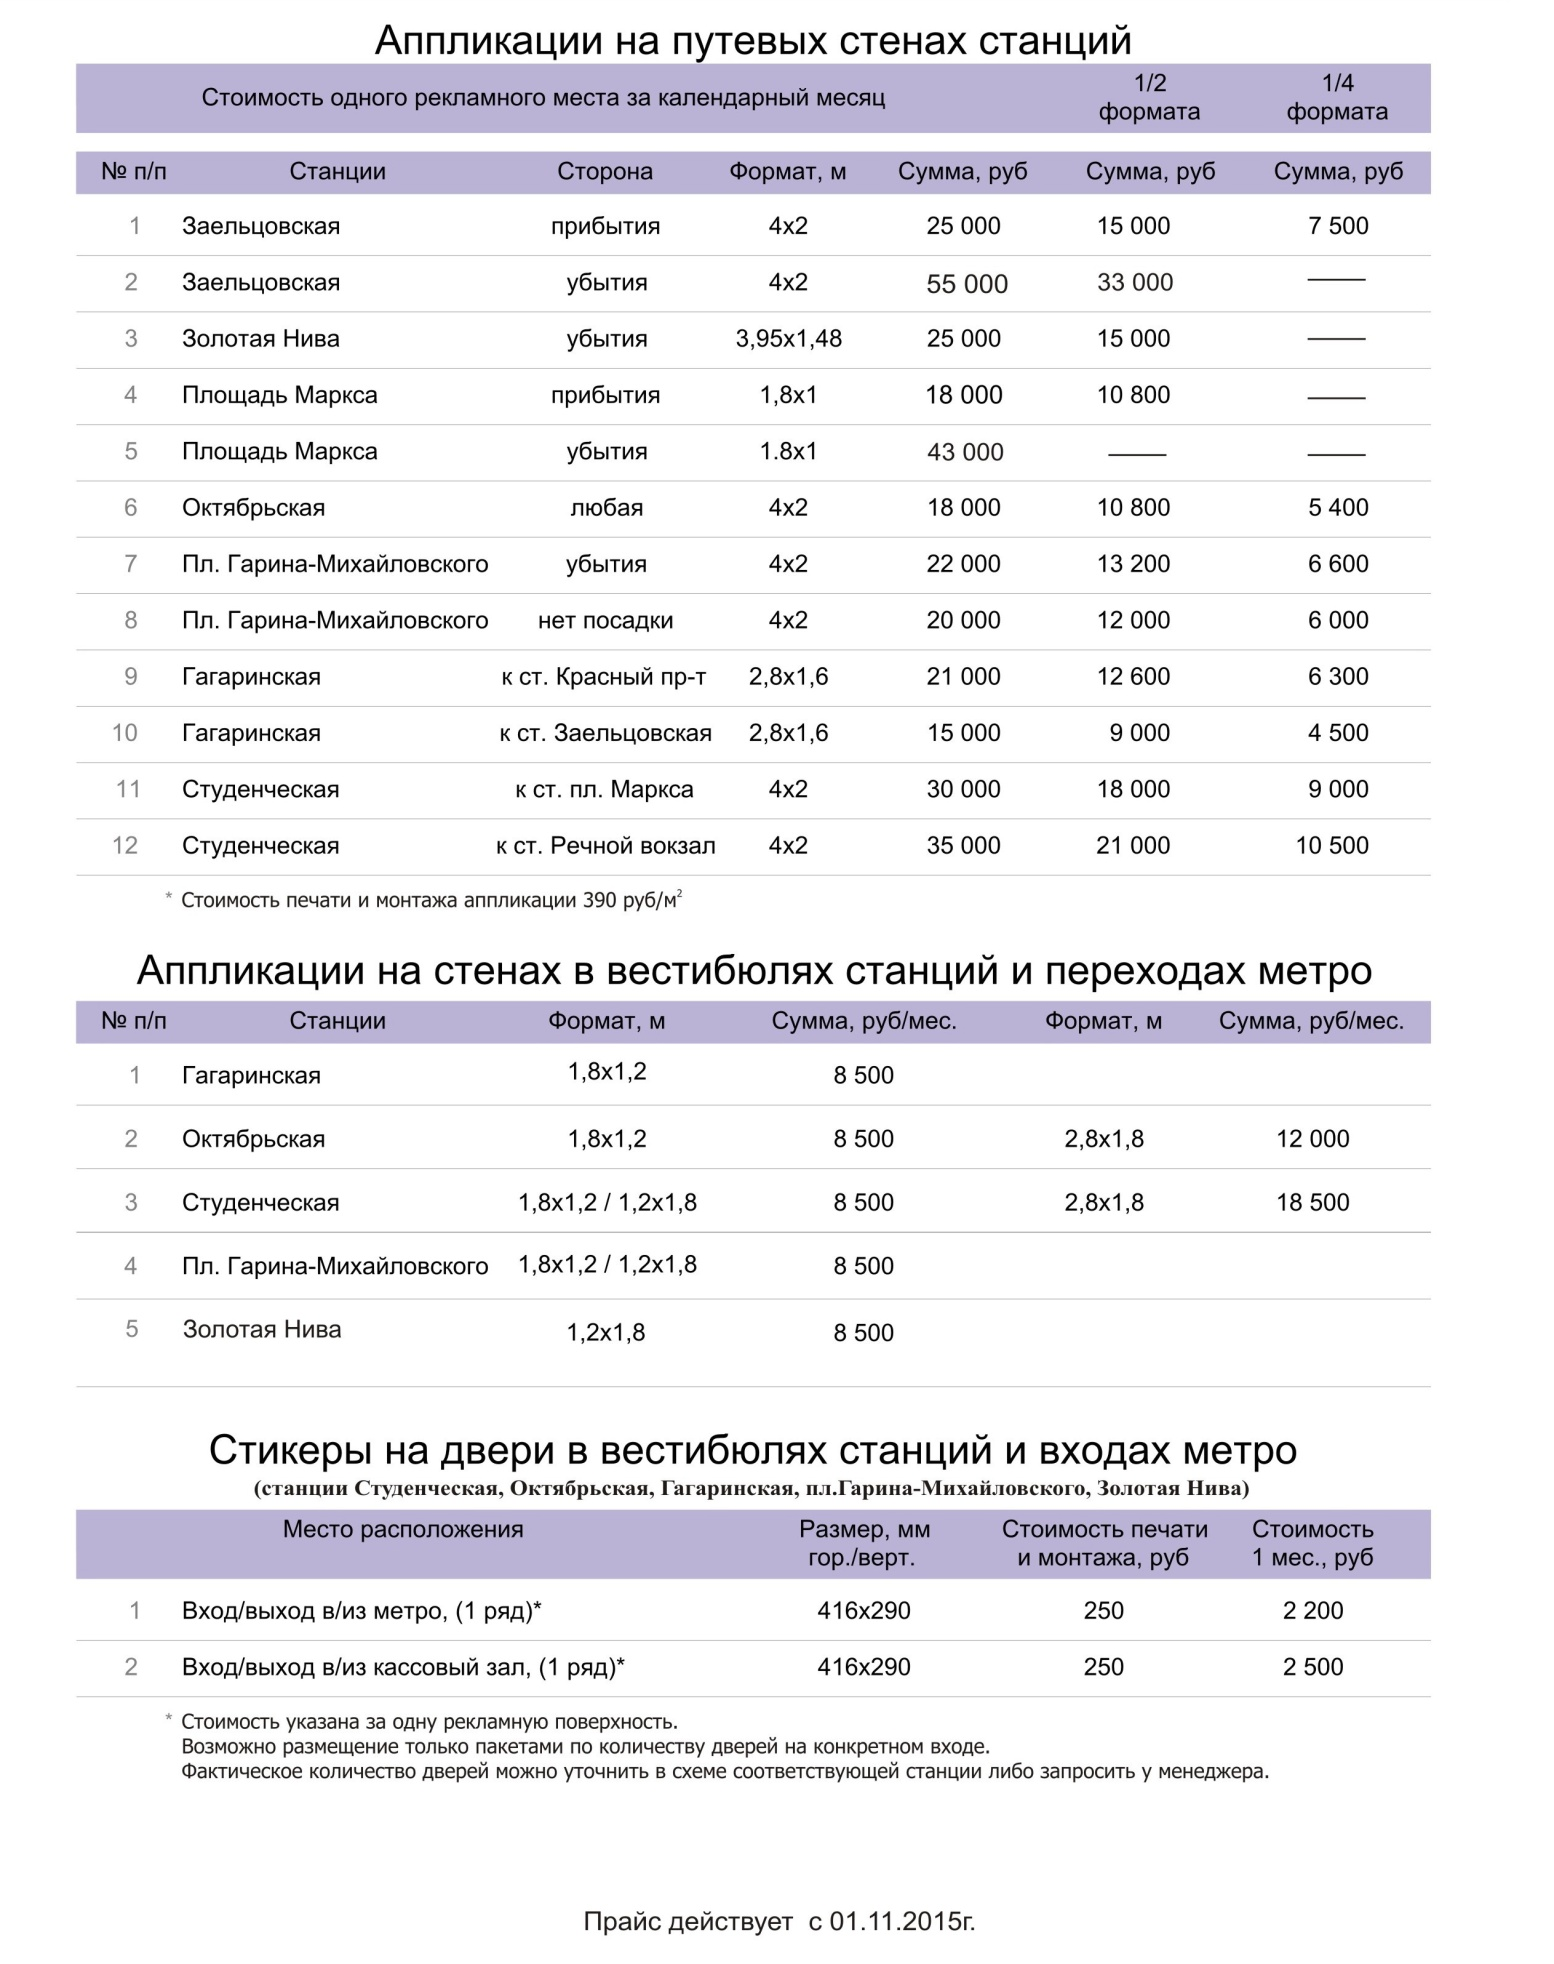 Аппликации на путевых стенах станций
Стоимость одного рекламного места за календарный месяц 1/2 формата 1/4 формата
№ п/п Станции Сторона Формат, м Сумма, руб Сумма, руб Сумма, руб
1 Заельцовская прибытия 4х2 25 000 15 000 7 500
2 Заельцовская убытия 4х2 55 000 33 000 ——
3 Золотая Нива убытия 3,95х1,48 25 000 15 000 ——
4 Площадь Маркса прибытия 1,8х1 18 000 10 800 ——
5 Площадь Маркса убытия 1.8х1 43 000 —— ——
6 Октябрьская любая 4х2 18 000 10 800 5 400
7 Пл. Гарина-Михайловского убытия 4х2 22 000 13 200 6 600
8 Пл. Гарина-Михайловского нет посадки 4х2 20 000 12 000 6 000
9 Гагаринская к ст. Красный пр-т 2,8х1,6 21 000 12 600 6 300
10 Гагаринская к ст. Заельцовская 2,8х1,6 15 000 9 000 4 500
11 Студенческая к ст. пл. Маркса 4х2 30 000 18 000 9 000
12 Студенческая к ст. Речной вокзал 4х2 35 000 21 000 10 500
* Стоимость печати и монтажа аппликации 390 руб/м²
Аппликации на стенах в вестибюлях станций и переходах метро
№ п/п Станции Формат, м Сумма, руб/мес. Формат, м Сумма, руб/мес.
1 Гагаринская 1,8х1,2 8 500
2 Октябрьская 1,8х1,2 8 500 2,8х1,8 12 000
3 Студенческая 1,8х1,2 / 1,2х1,8 8 500 2,8х1,8 18 500
4 Пл. Гарина-Михайловского 1,8х1,2 / 1,2х1,8 8 500
5 Золотая Нива 1,2х1,8 8 500
Стикеры на двери в вестибюлях станций и входах метро
(станции Студенческая, Октябрьская, Гагаринская, пл.Гарина-Михайловского, Золотая Нива)
Место расположения Размер, мм гор./верт. Стоимость печати и монтажа, руб Стоимость 1 мес., руб
1 Вход/выход в/из метро, (1 ряд)* 416х290 250 2 200
2 Вход/выход в/из кассовый зал, (1 ряд)* 416х290 250 2 500
* Стоимость указана за одну рекламную поверхность.
Возможно размещение только пакетами по количеству дверей на конкретном входе.
Фактическое количество дверей можно уточнить в схеме соответствующей станции либо запросить у менеджера.
Прайс действует с 01.11.2015г.